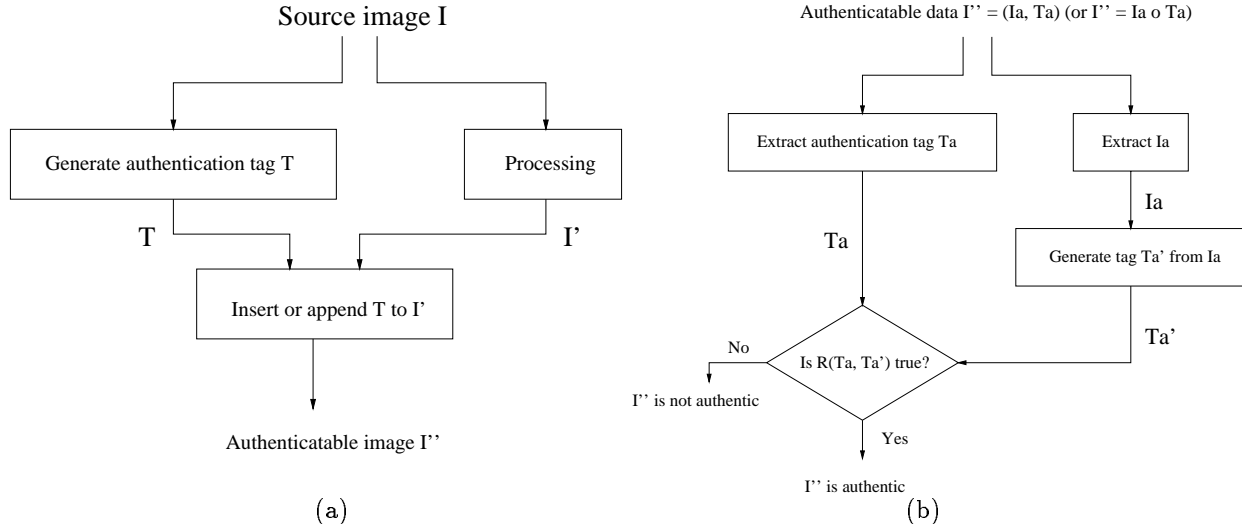 Source image I
Generate authentication tag T
Processing
T
I'
Insert or append T to I'
Authenticatable image I''
(a)
Authenticatable data I'' = (Ia, Ta) (or I'' = Ia o Ta)
Extract authentication tag Ta
Extract Ia
Ia
Ta
Generate tag Ta' from Ia
Ta'
No
Is R(Ta, Ta') true?
I'' is not authentic
Yes
I'' is authentic
(b)